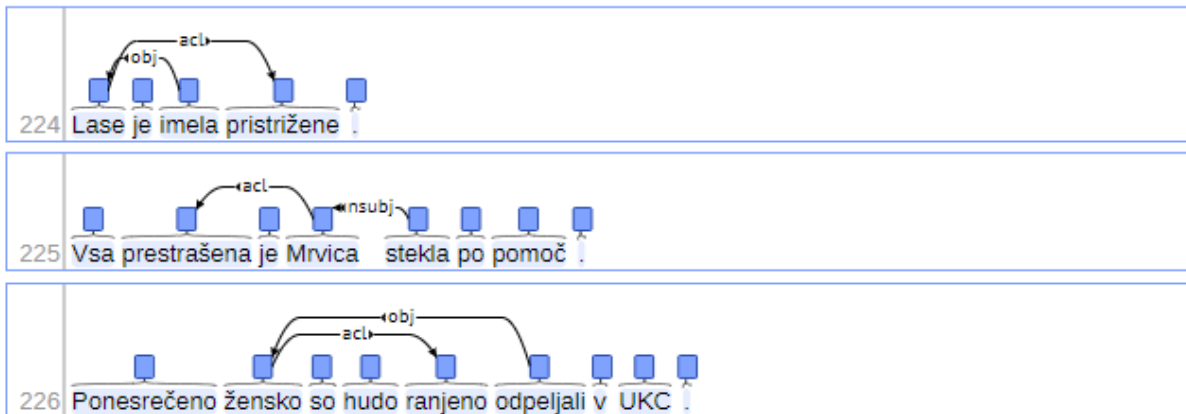 acl
obj
224 Lase je imela pristrižene .
acl nsubj
225 Vsa prestrašena je Mrvica stekla po pomoč .
obj
acl
226 Ponesrečeno žensko so hudo ranjeno odpeljali v UKC .